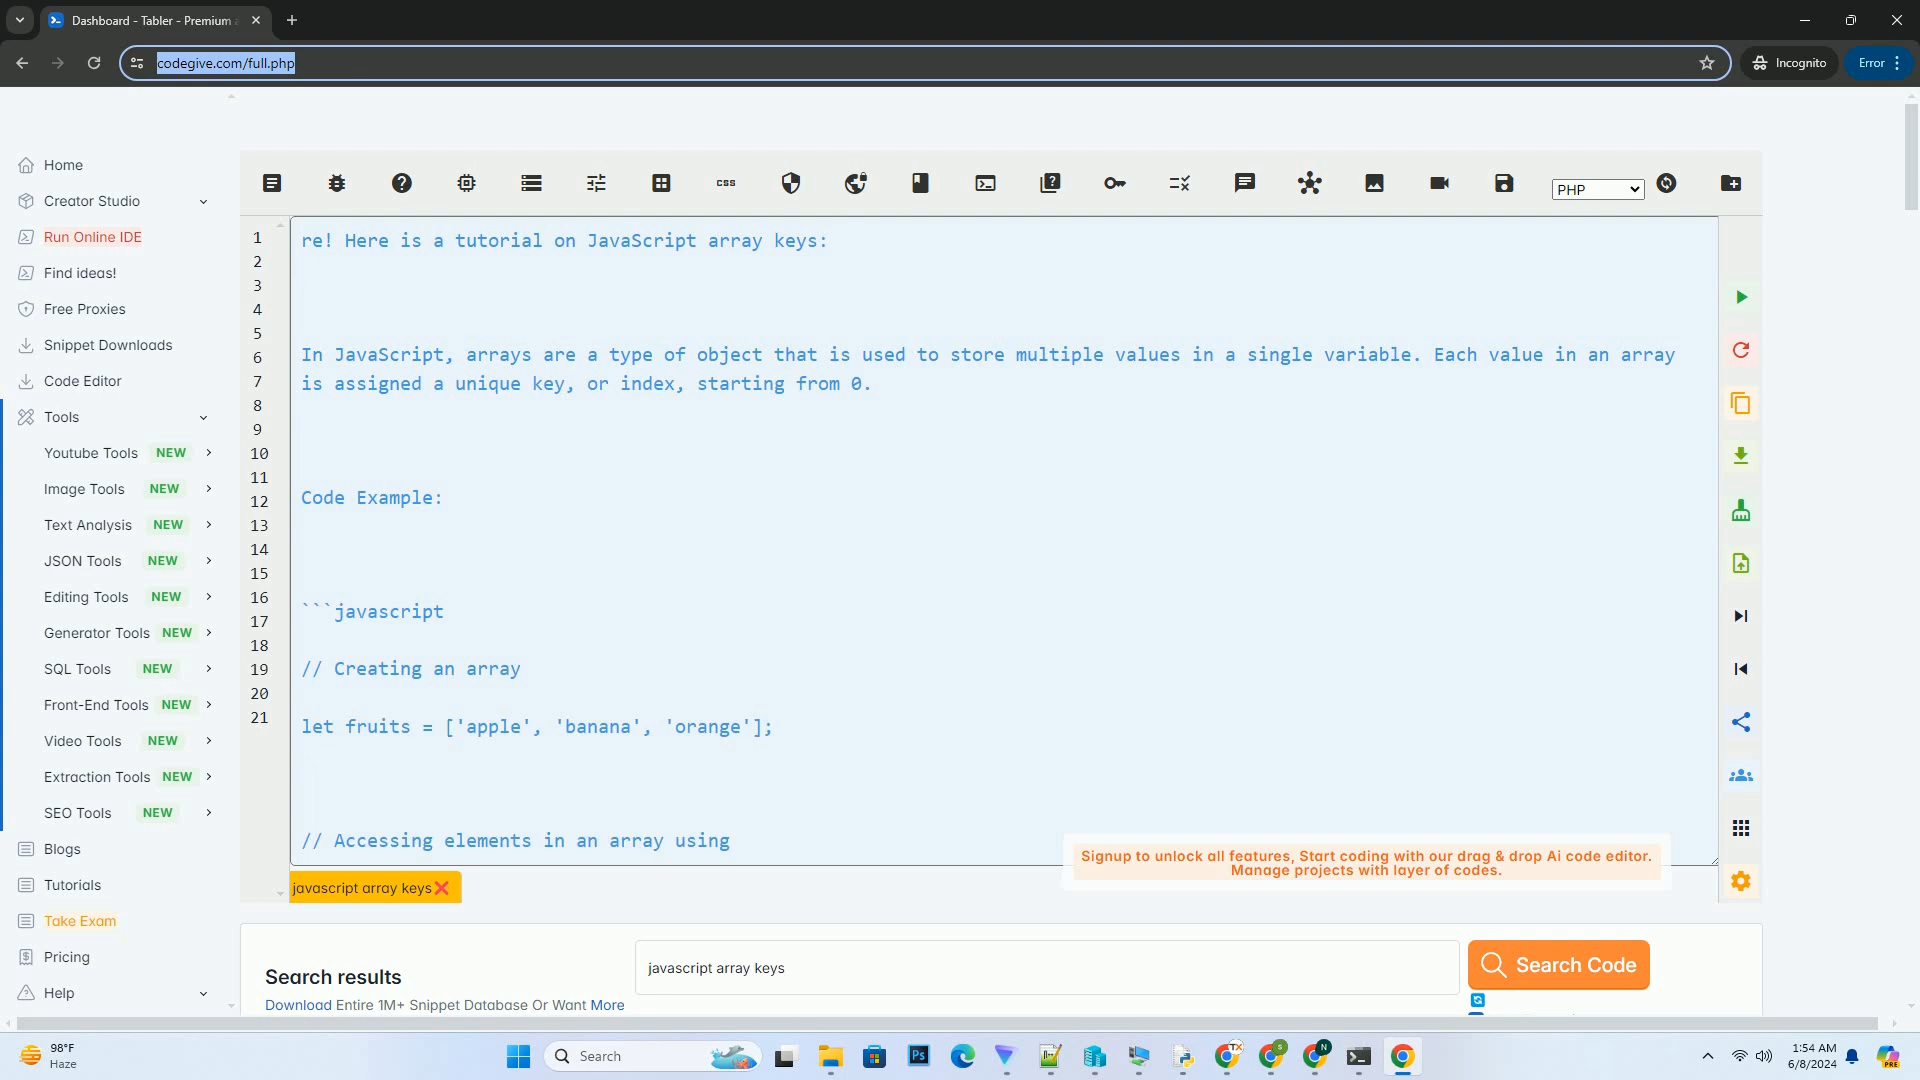 Dashboard - Tabler - Premium
codegive.com/full.php
Incognito
Error
Home
Creator Studio
Run Online IDE
Find ideas!
Free Proxies
Snippet Downloads
Code Editor
Tools
Youtube Tools NEW
Image Tools NEW
Text Analysis NEW
JSON Tools NEW
Editing Tools NEW
Generator Tools NEW
SQL Tools NEW
Front-End Tools NEW
Video Tools NEW
Extraction Tools NEW
SEO Tools NEW
Blogs
Tutorials
Take Exam
Pricing
Help
css
PHP
1
2
3
4
5
6
7
8
9
10
11
12
13
14
15
16
17
18
19
20
21
re! Here is a tutorial on JavaScript array keys:
In JavaScript, arrays are a type of object that is used to store multiple values in a single variable. Each value in an array
is assigned a unique key, or index, starting from 0.
Code Example:
```javascript
// Creating an array
let fruits = ['apple', 'banana', 'orange'];
// Accessing elements in an array using
Signup to unlock all features, Start coding with our drag & drop Ai code editor.
Manage projects with layer of codes.
javascript array keys
Search results
Download Entire 1M+ Snippet Database Or Want More
javascript array keys
Search Code
98°F
Haze
Search
Ps
TX
S
N
1:54 AM
6/8/2024
PRE